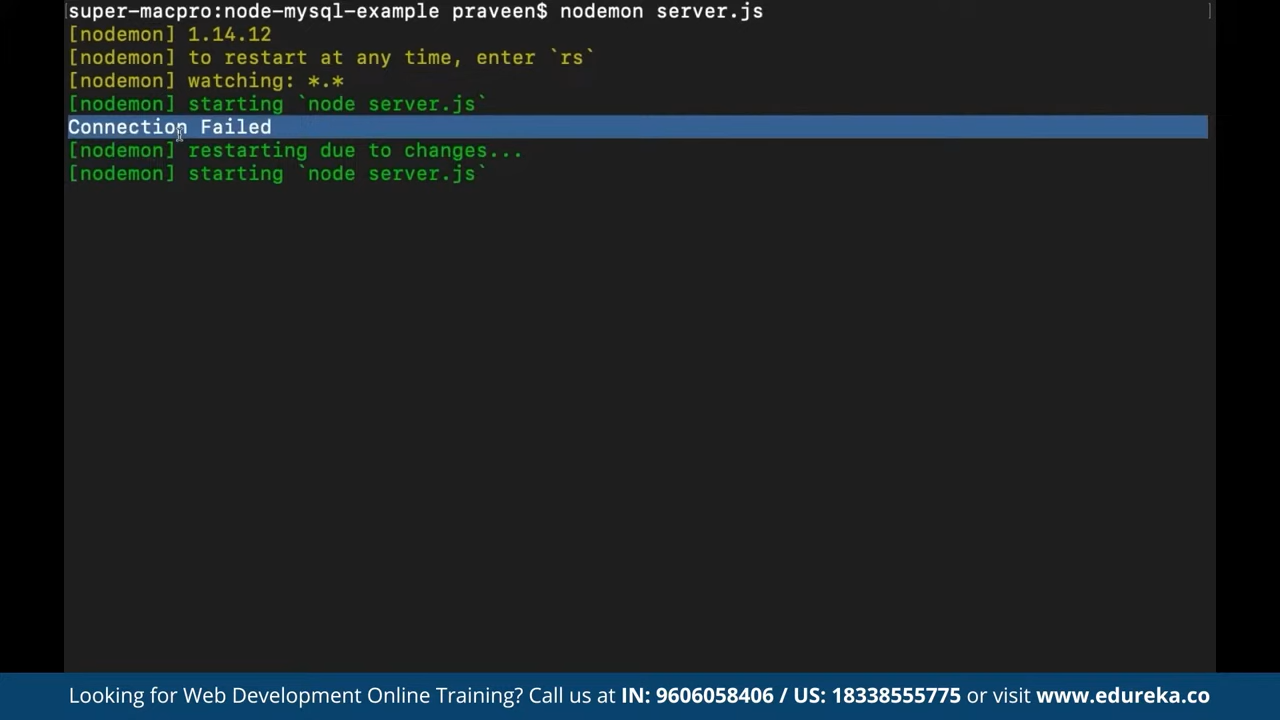 super-macpro:node-mysql-example praveen$ nodemon server.js
[nodemon] 1.14.12
[nodemon] to restart at any time, enter `rs`
[nodemon] watching: *.*
[nodemon] starting `node server.js`
Connection Failed
[nodemon] restarting due to changes...
[nodemon] starting `node server.js`
Looking for Web Development Online Training? Call us at IN: 9606058406 / US: 18338555775 or visit www.edureka.co